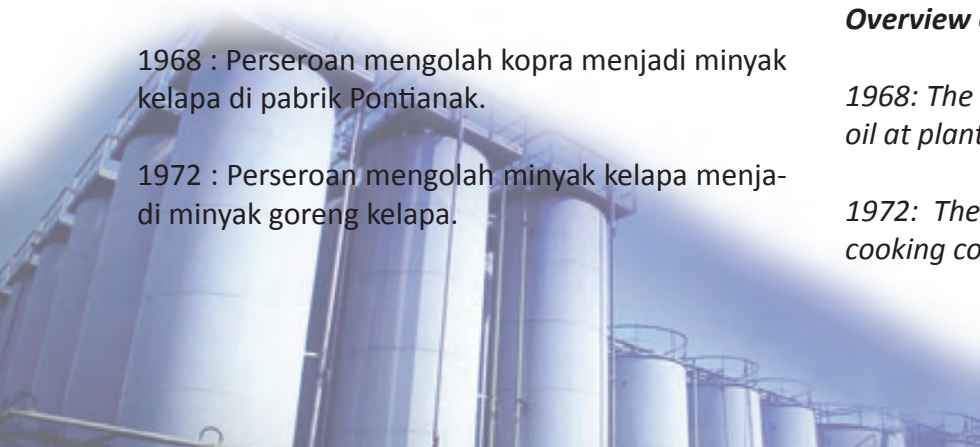 1968 : Perseroan mengolah kopra menjadi minyak
kelapa di pabrik Pontianak.
1972 : Perseroan mengolah minyak kelapa menja-
di minyak goreng kelapa.
Overview
1968: The
oil at plant
1972: The
cooking